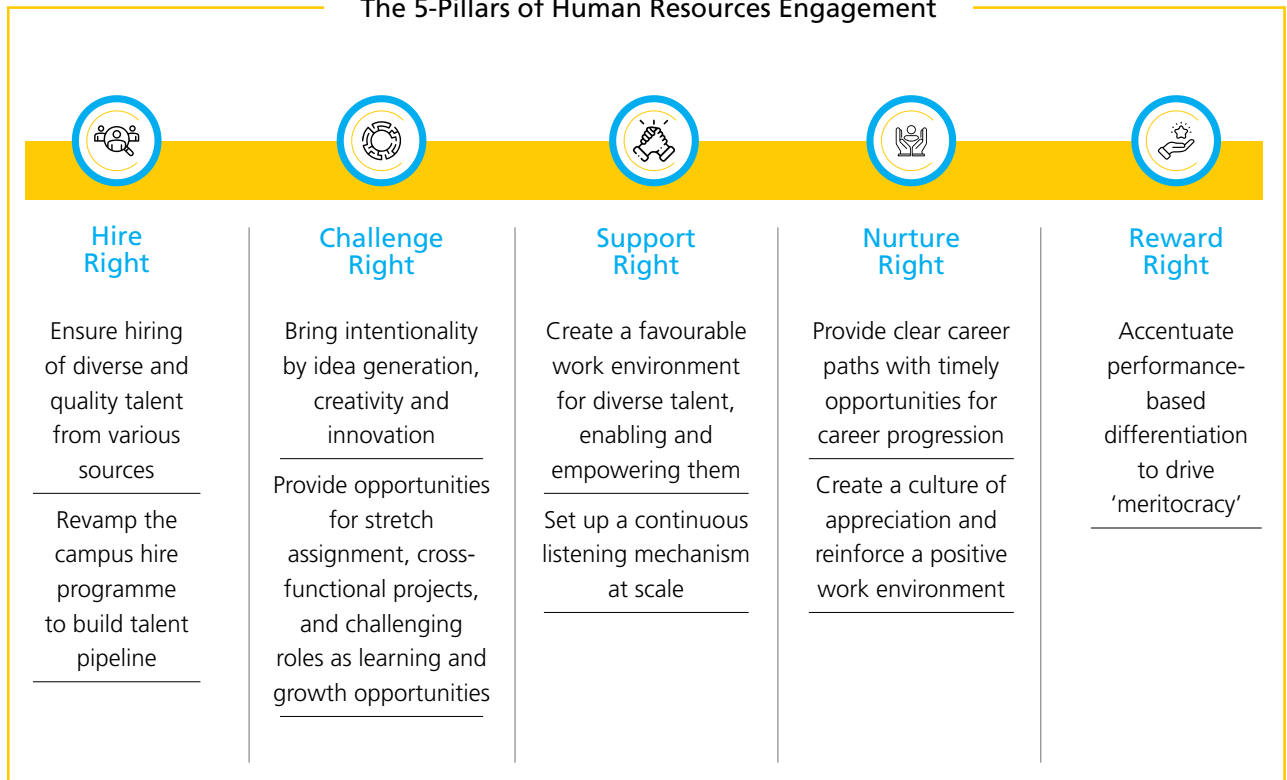 The 5-Pillars of Human Resources Engagement
Hire
Right
Ensure hiring
of diverse and
quality talent
from various
sources
Revamp the
campus hire
programme
to build talent
pipeline
Challenge
Right
Bring intentionality
by idea generation,
creativity and
innovation
Provide opportunities
for stretch
assignment, cross-
functional projects,
and challenging
roles as learning and
growth opportunities
Support
Right
Create a favourable
work environment
for diverse talent,
enabling and
empowering them
Set up a continuous
listening mechanism
at scale
Nurture
Right
Provide clear career
paths with timely
opportunities for
career progression
Create a culture of
appreciation and
reinforce a positive
work environment
Reward
Right
Accentuate
performance-
based
differentiation
to drive
‘meritocracy’